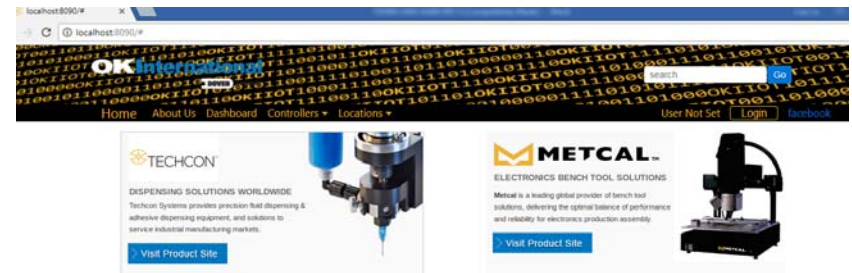 localhost:8090/#
localhost:8090/#
OK International
DOVER
search
Go
Home About Us Dashboard Controllers Locations
User Not Set Login facebook
TECHCON
DISPENSING SOLUTIONS WORLDWIDE
Techcon Systems provides precision fluid dispensing &
adhesive dispensing equipment, and solutions to
service industrial manufacturing markets.
Visit Product Site
METCAL
ELECTRONICS BENCH TOOL SOLUTIONS
Metcal is a leading global provider of bench tool
solutions, delivering the optimal balance of performance
and reliability for electronics production assembly.
Visit Product Site
METCAL